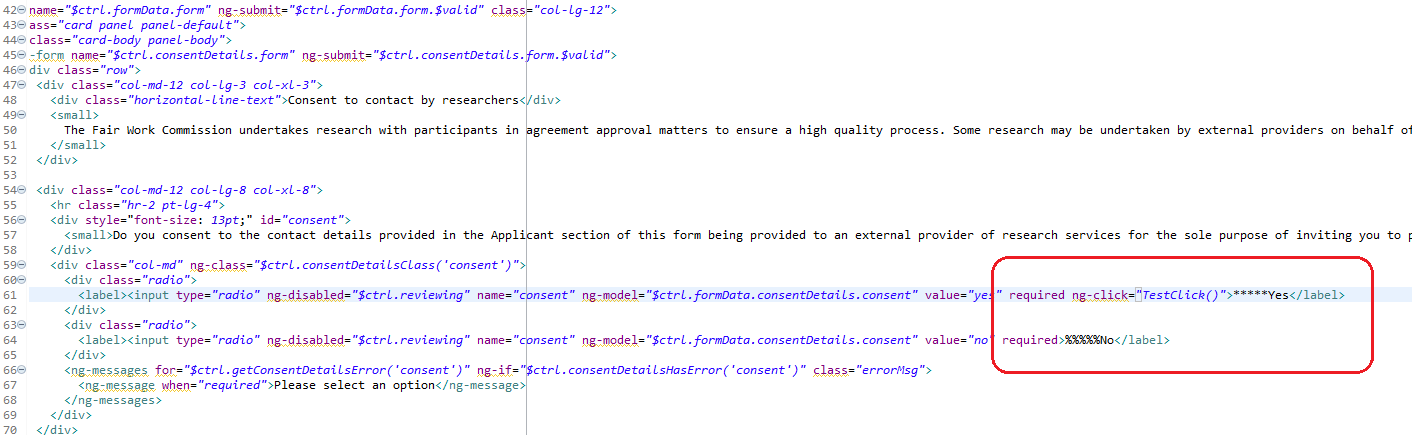 42 name="$ctrl.formData.form" ng-submit="$ctrl.formData.form.$valid" class="col-lg-12">
43 ass="card panel panel-default">
44 class="card-body panel-body">
45 -form name="$ctrl.consentDetails.form" ng-submit="$ctrl.consentDetails.form.$valid">
46 div class="row">
47 <div class="col-md-12 col-lg-3 col-xl-3">
48 <div class="horizontal-line-text">Consent to contact by researchers</div>
49 <small>
50 The Fair Work Commission undertakes research with participants in agreement approval matters to ensure a high quality process. Some research may be undertaken by external providers on behalf of
51 </small>
52 </div>
53
54 <div class="col-md-12 col-lg-8 col-xl-8">
55 <hr class="hr-2 pt-lg-4">
56 <div style="font-size: 13pt;" id="consent">
57 <small>Do you consent to the contact details provided in the Applicant section of this form being provided to an external provider of research services for the sole purpose of inviting you to p
58 </div>
59 <div class="col-md" ng-class="$ctrl.consentDetailsClass('consent')">
60 <div class="radio">
61 <label><input type="radio" ng-disabled="$ctrl.reviewing" name="consent" ng-model="$ctrl.formData.consentDetails.consent" value="yes" required ng-click="TestClick()">*****Yes</label>
62 </div>
63 <div class="radio">
64 <label><input type="radio" ng-disabled="$ctrl.reviewing" name="consent" ng-model="$ctrl.formData.consentDetails.consent" value="no" required>%%%%%No</label>
65 </div>
66 <ng-messages for="$ctrl.getConsentDetailsError('consent')" ng-if="$ctrl.consentDetailsHasError('consent')" class="errorMsg">
67 <ng-message when="required">Please select an option</ng-message>
68 </ng-messages>
69 </div>
70 </div>